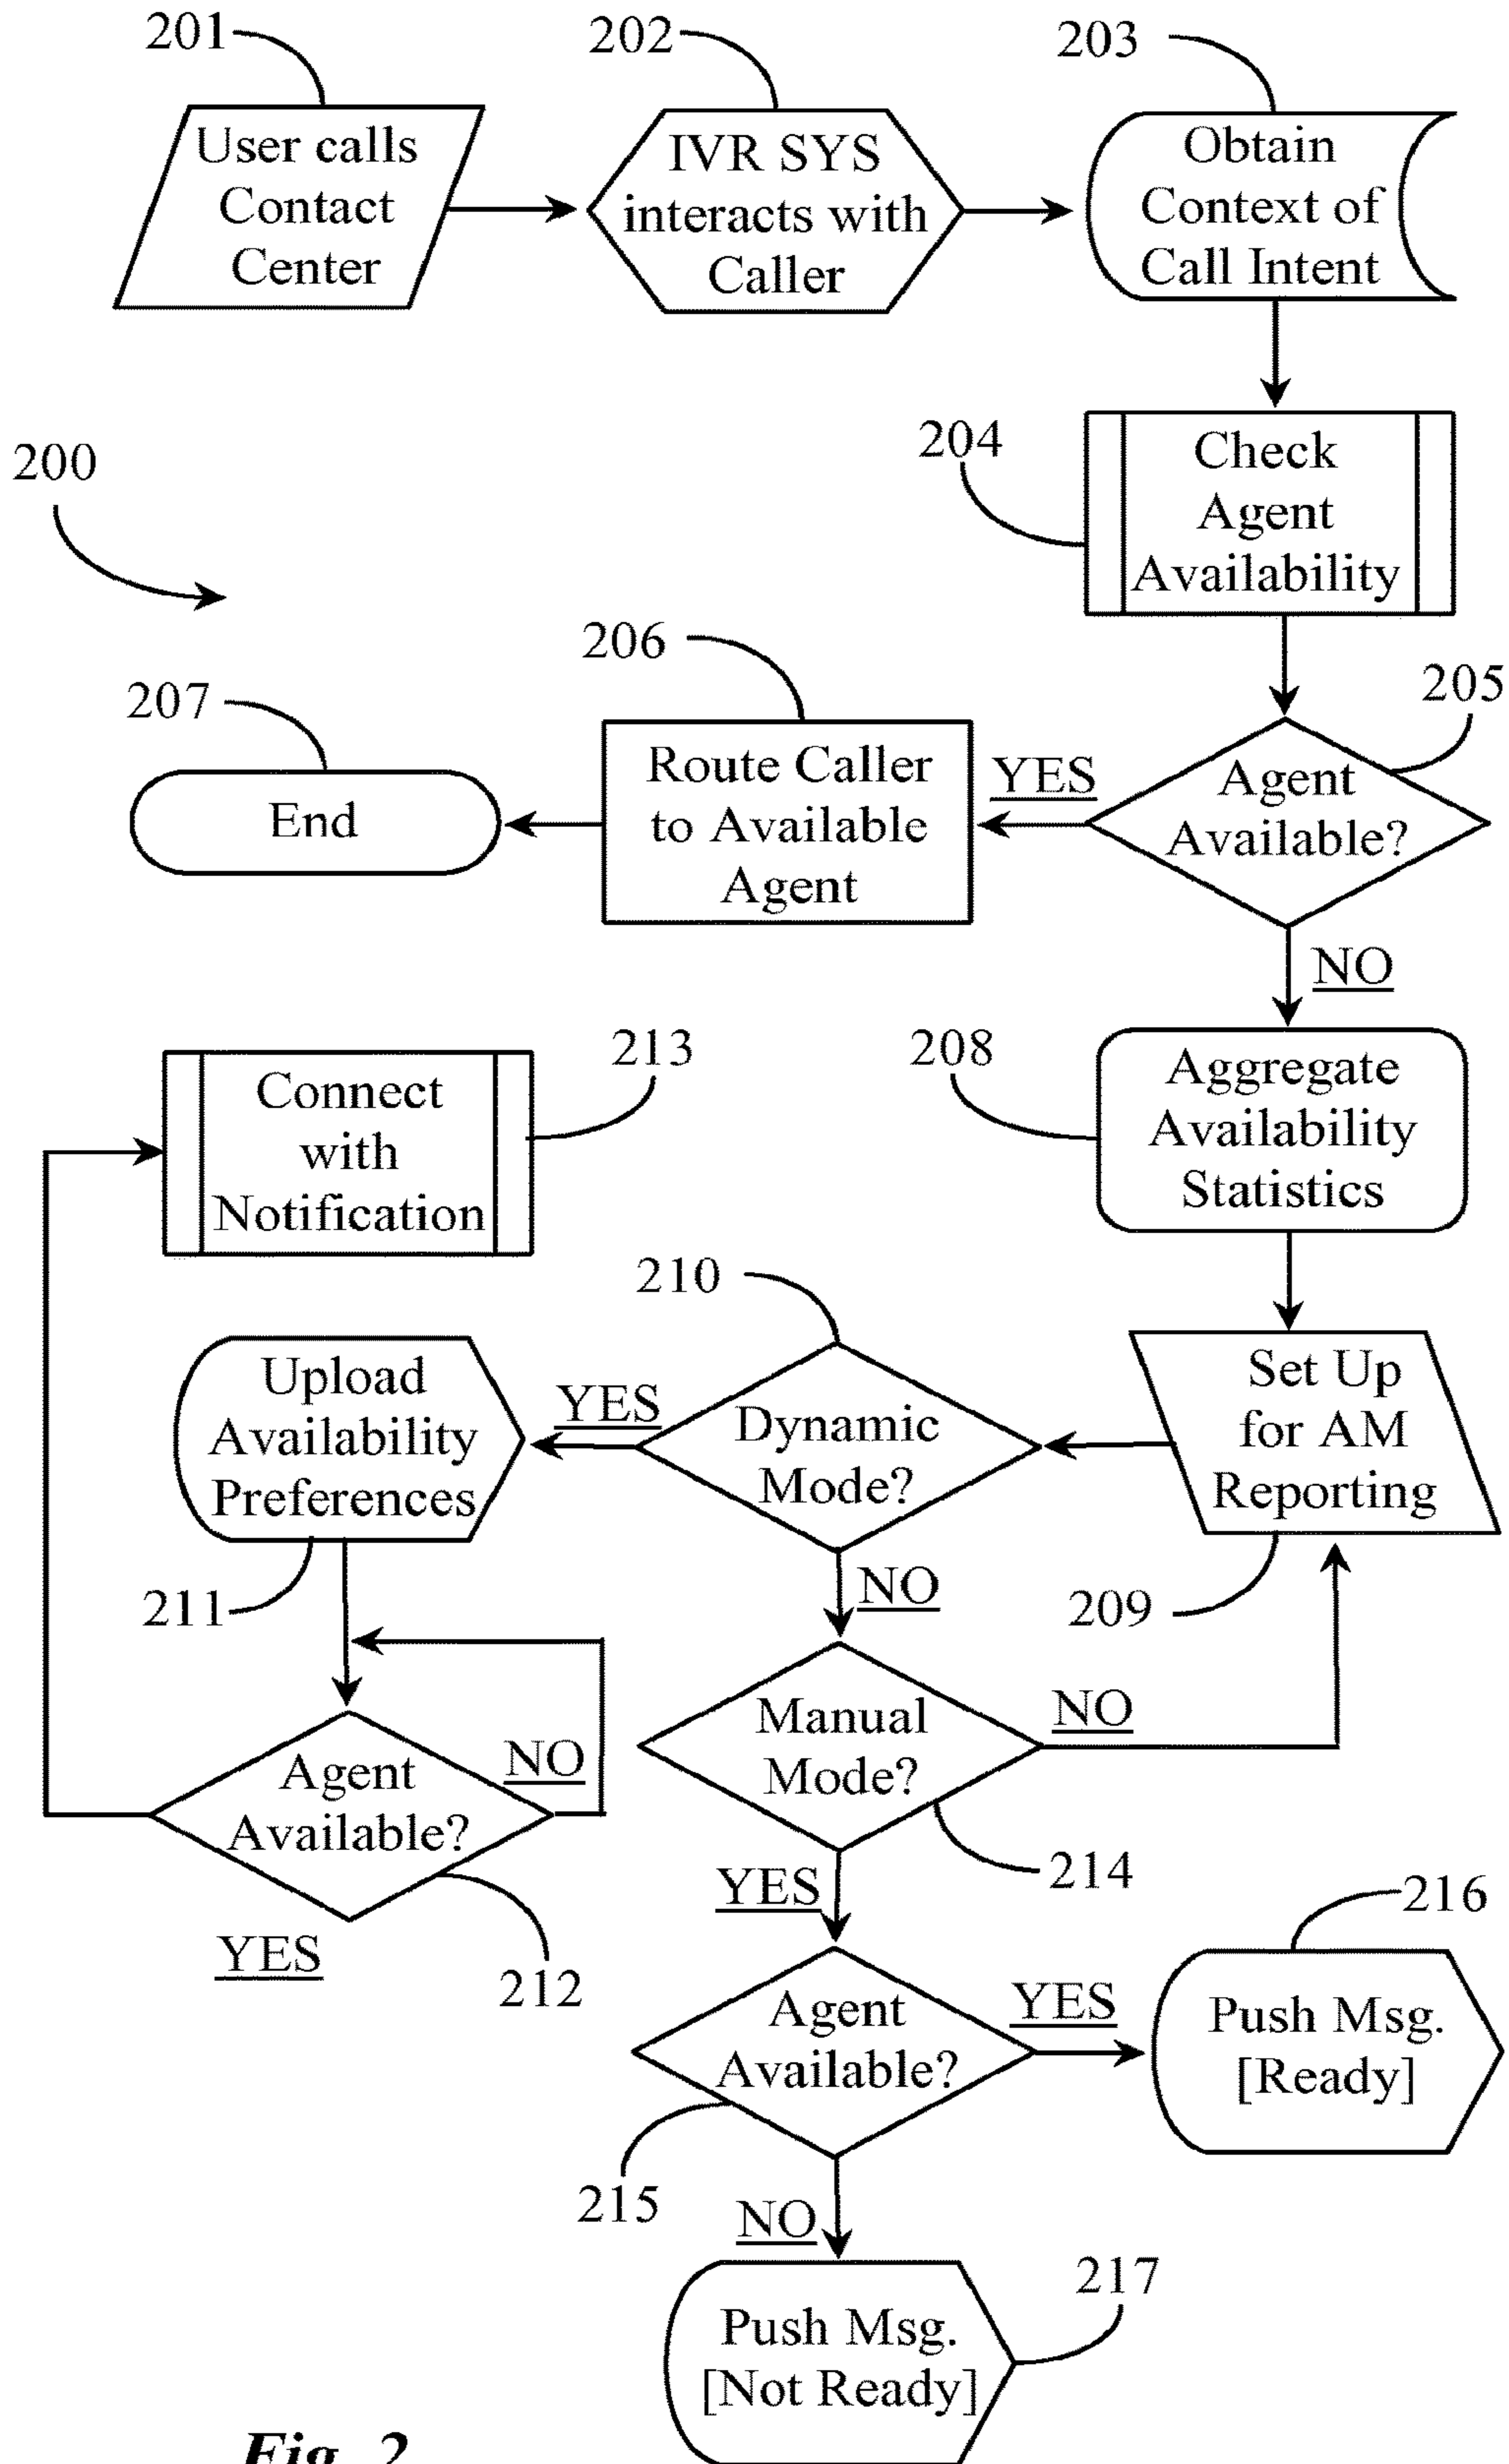 201
202
203
User calls
Contact
Center
IVR SYS
interacts with
Caller
Obtain
Context of
Call Intent
200
204
Check
Agent
Availability
206
207
205
End
Route Caller
to Available
Agent
YES
Agent
Available?
NO
213
208
Connect
with
Notification
Aggregate
Availability
Statistics
210
Upload
Availability
Preferences
YES
Dynamic
Mode?
Set Up
for AM
Reporting
211
NO
209
Agent
Available?
NO
Manual
Mode?
NO
YES
212
YES
214
216
Agent
Available?
YES
Push Msg.
[Ready]
215
NO
217
Push Msg.
[Not Ready]
Fig. 2